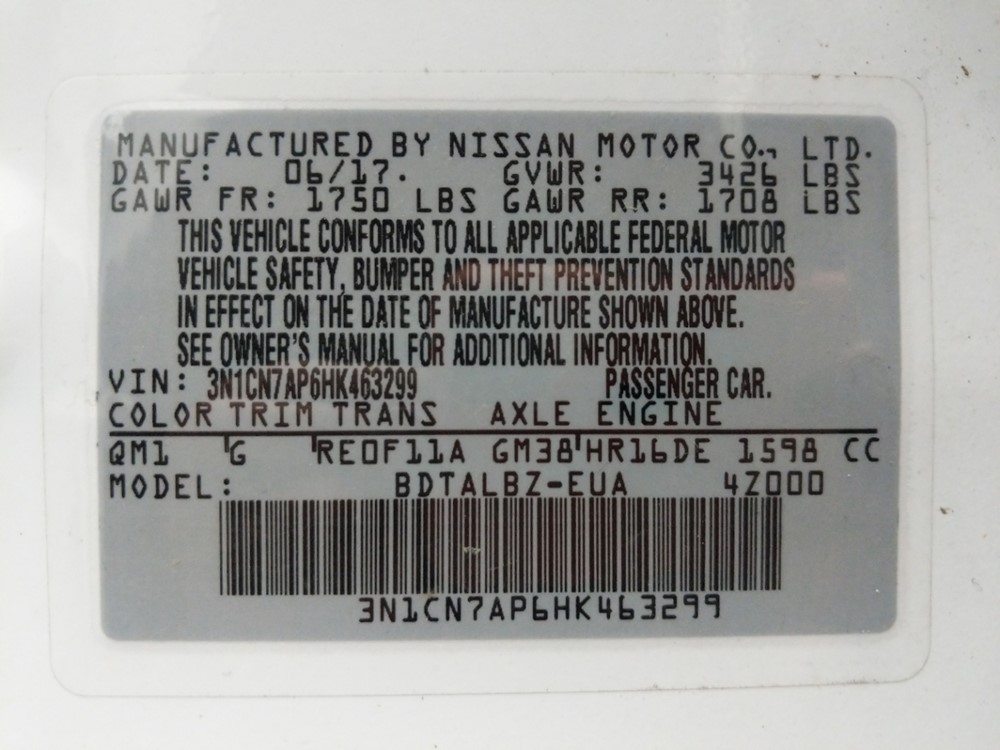 MANUFACTURED BY NISSAN MOTOR CO., LTD.
DATE: 06/17. GVWR: 3426 LBS
GAWR FR: 1750 LBS GAWR RR: 1708 LBS
THIS VEHICLE CONFORMS TO ALL APPLICABLE FEDERAL MOTOR
VEHICLE SAFETY, BUMPER AND THEFT PREVENTION STANDARDS
IN EFFECT ON THE DATE OF MANUFACTURE SHOWN ABOVE.
SEE OWNER'S MANUAL FOR ADDITIONAL INFORMATION.
VIN: 3N1CN7AP6HK463299 PASSENGER CAR.
COLOR TRIM TRANS AXLE ENGINE
QM1 G RE0F11A GM38 HR16DE 1598 CC
MODEL: BDTALBZ-EUA 4Z000
3N1CN7AP6HK463299